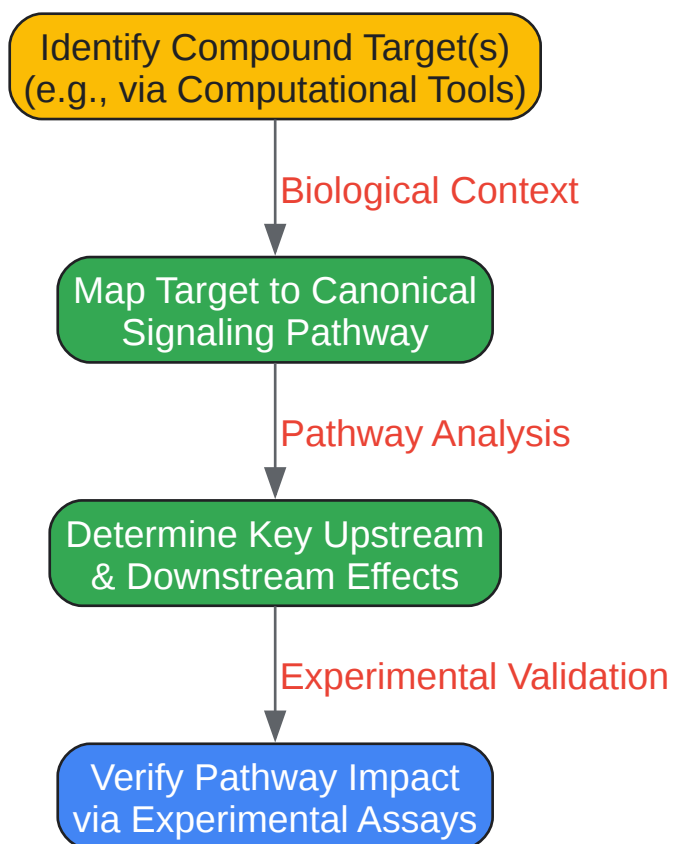 Identify Compound Target(s)
(e.g., via Computational Tools)
Biological Context
Map Target to Canonical
Signaling Pathway
Pathway Analysis
Determine Key Upstream
& Downstream Effects
Experimental Validation
Verify Pathway Impact
via Experimental Assays